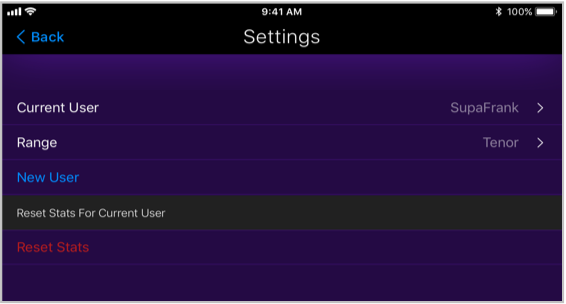 9:41 AM
100%
Back
Settings
Current User
SupaFrank
Range
Tenor
New User
Reset Stats For Current User
Reset Stats